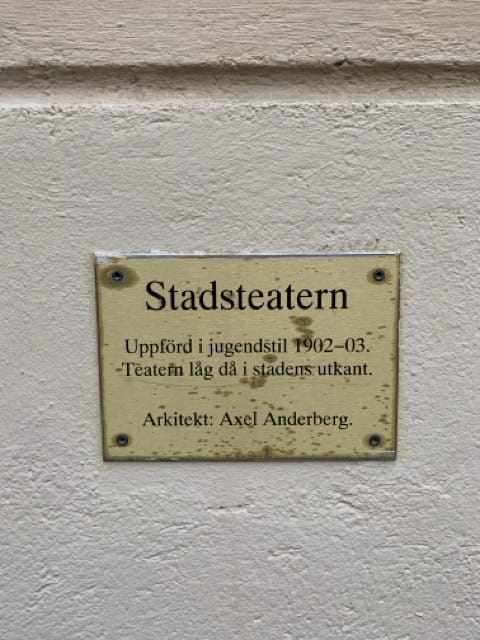 Stadsteatern
Uppförd i jugendstil 1902–03.
Teatern låg då i stadens utkant.
Arkitekt: Axel Anderberg.